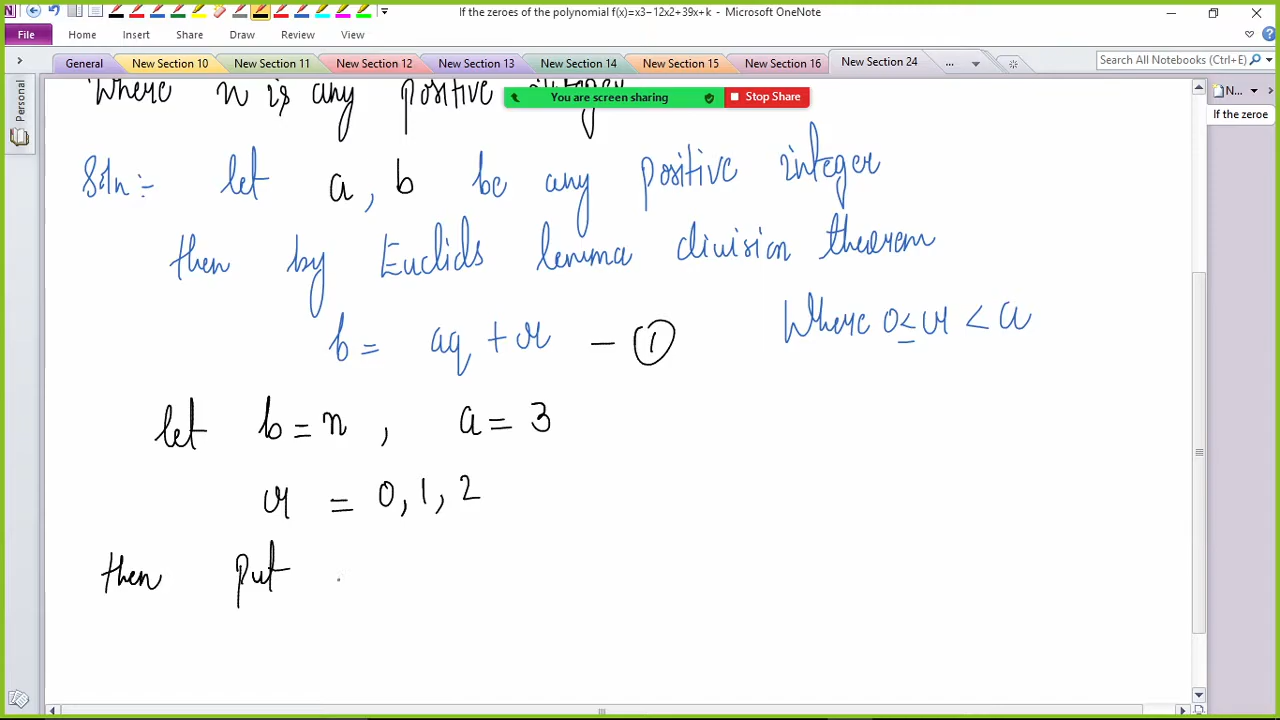 If the zeroes of the polynomial f(x)=x3−12x2+39x+k - Microsoft OneNote
File Home Insert Share Draw Review View
General New Section 10 New Section 11 New Section 12 New Section 13 New Section 14 New Section 15 New Section 16 New Section 24 ... Search All Notebooks (Ctrl+E)
Personal
N...
If the zeroe
You are screen sharing Stop Share
Where n is any positive integer
Soln :- let a, b be any positive integer
then by Euclids lemma division theorem
b = aq + r - ① Where 0 ≤ r < a
let b = n, a = 3
r = 0, 1, 2
then put